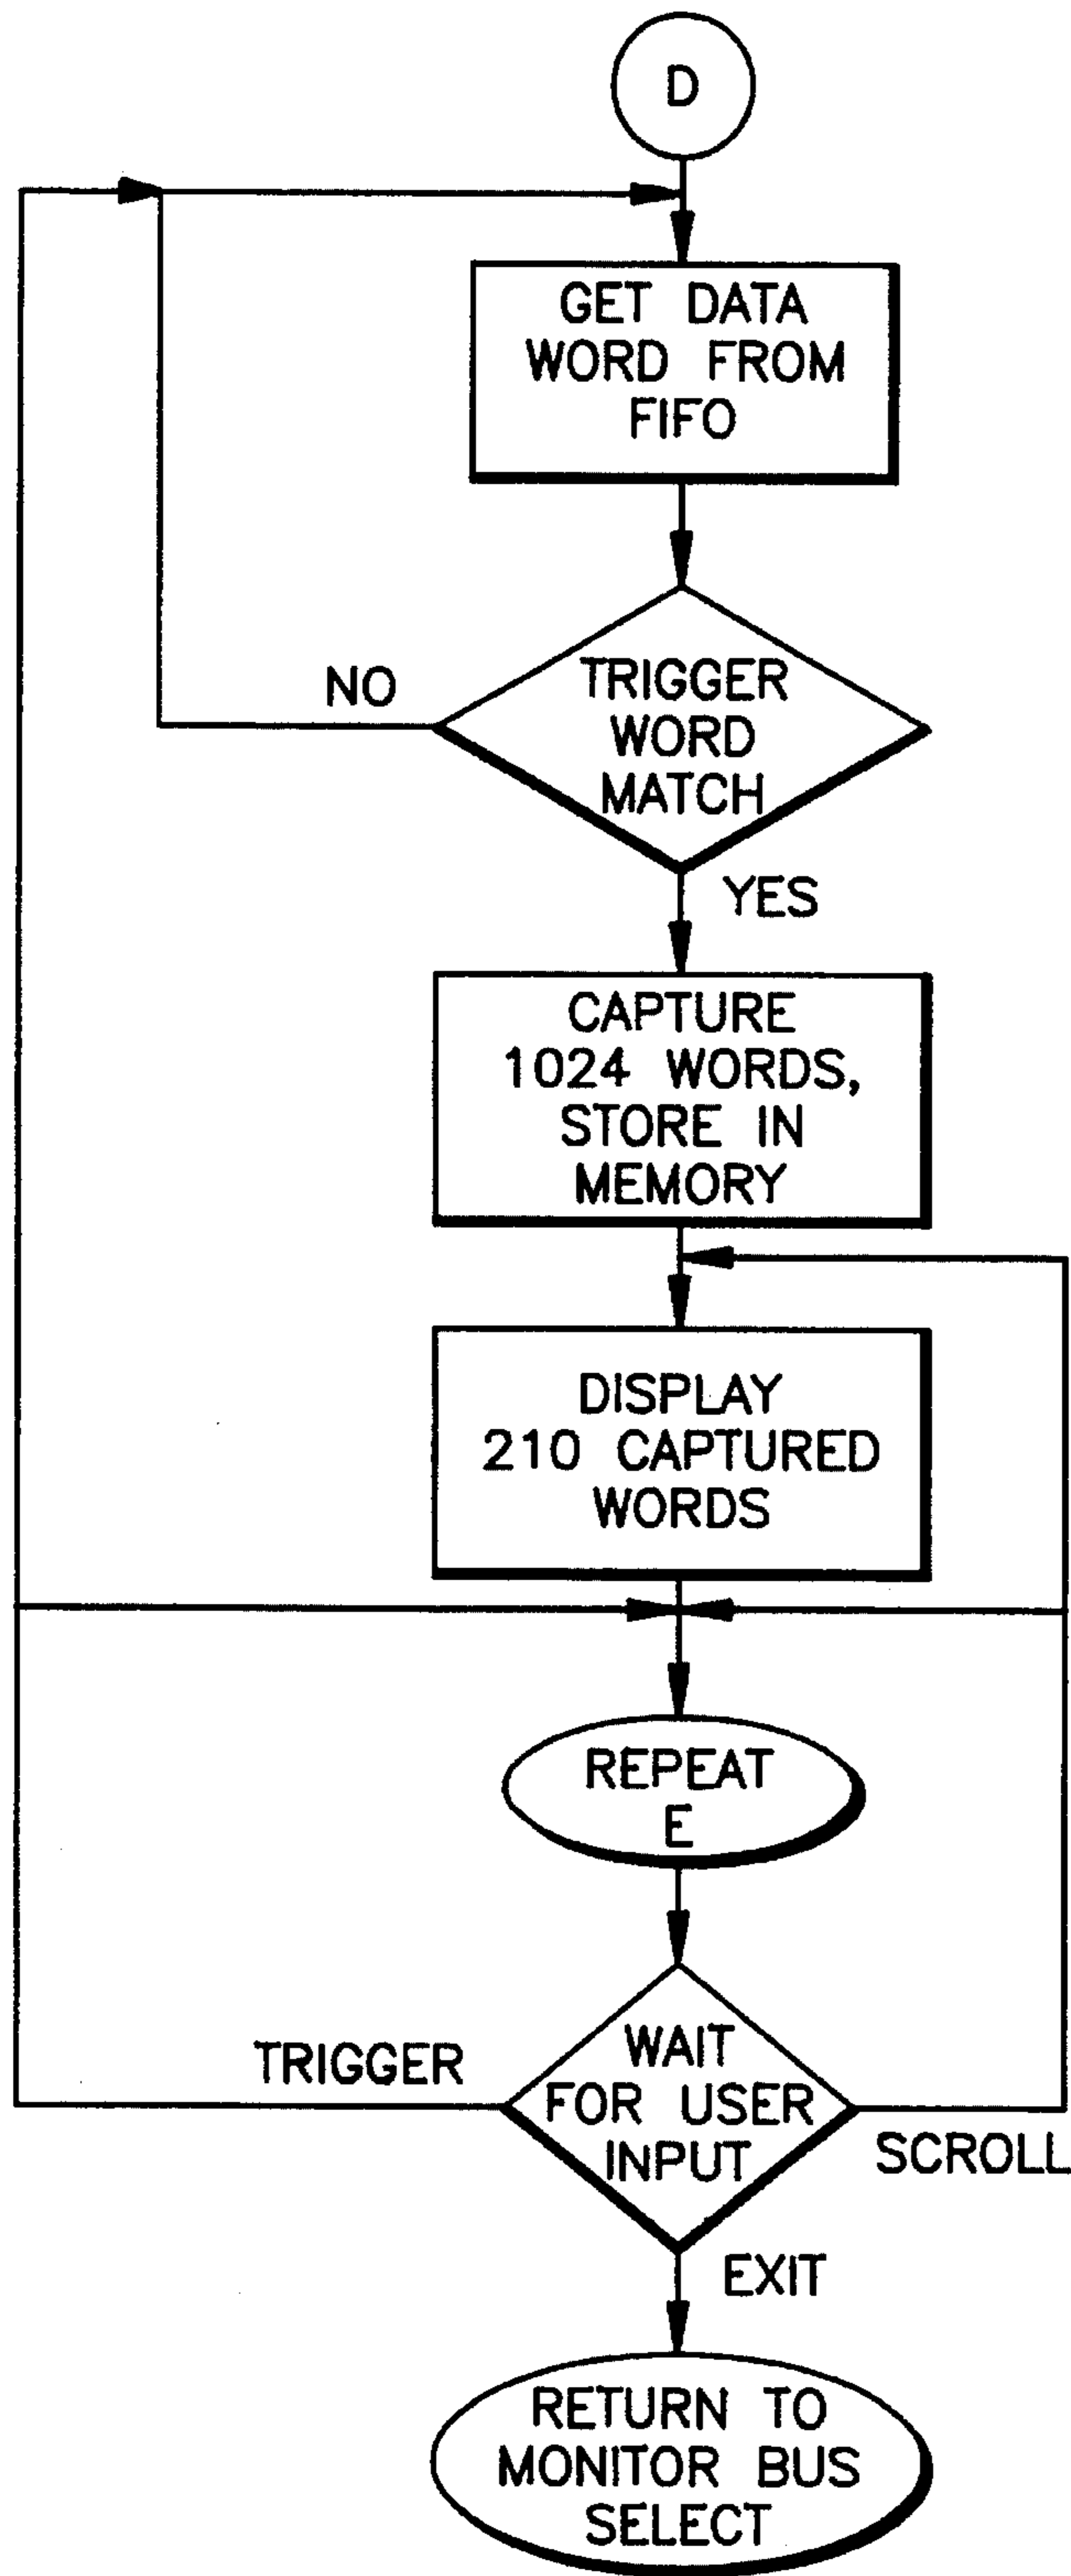 D
GET DATA
WORD FROM
FIFO
NO
TRIGGER
WORD
MATCH
YES
CAPTURE
1024 WORDS,
STORE IN
MEMORY
DISPLAY
210 CAPTURED
WORDS
REPEAT
E
TRIGGER
WAIT
FOR USER
INPUT
SCROLL
EXIT
RETURN TO
MONITOR BUS
SELECT